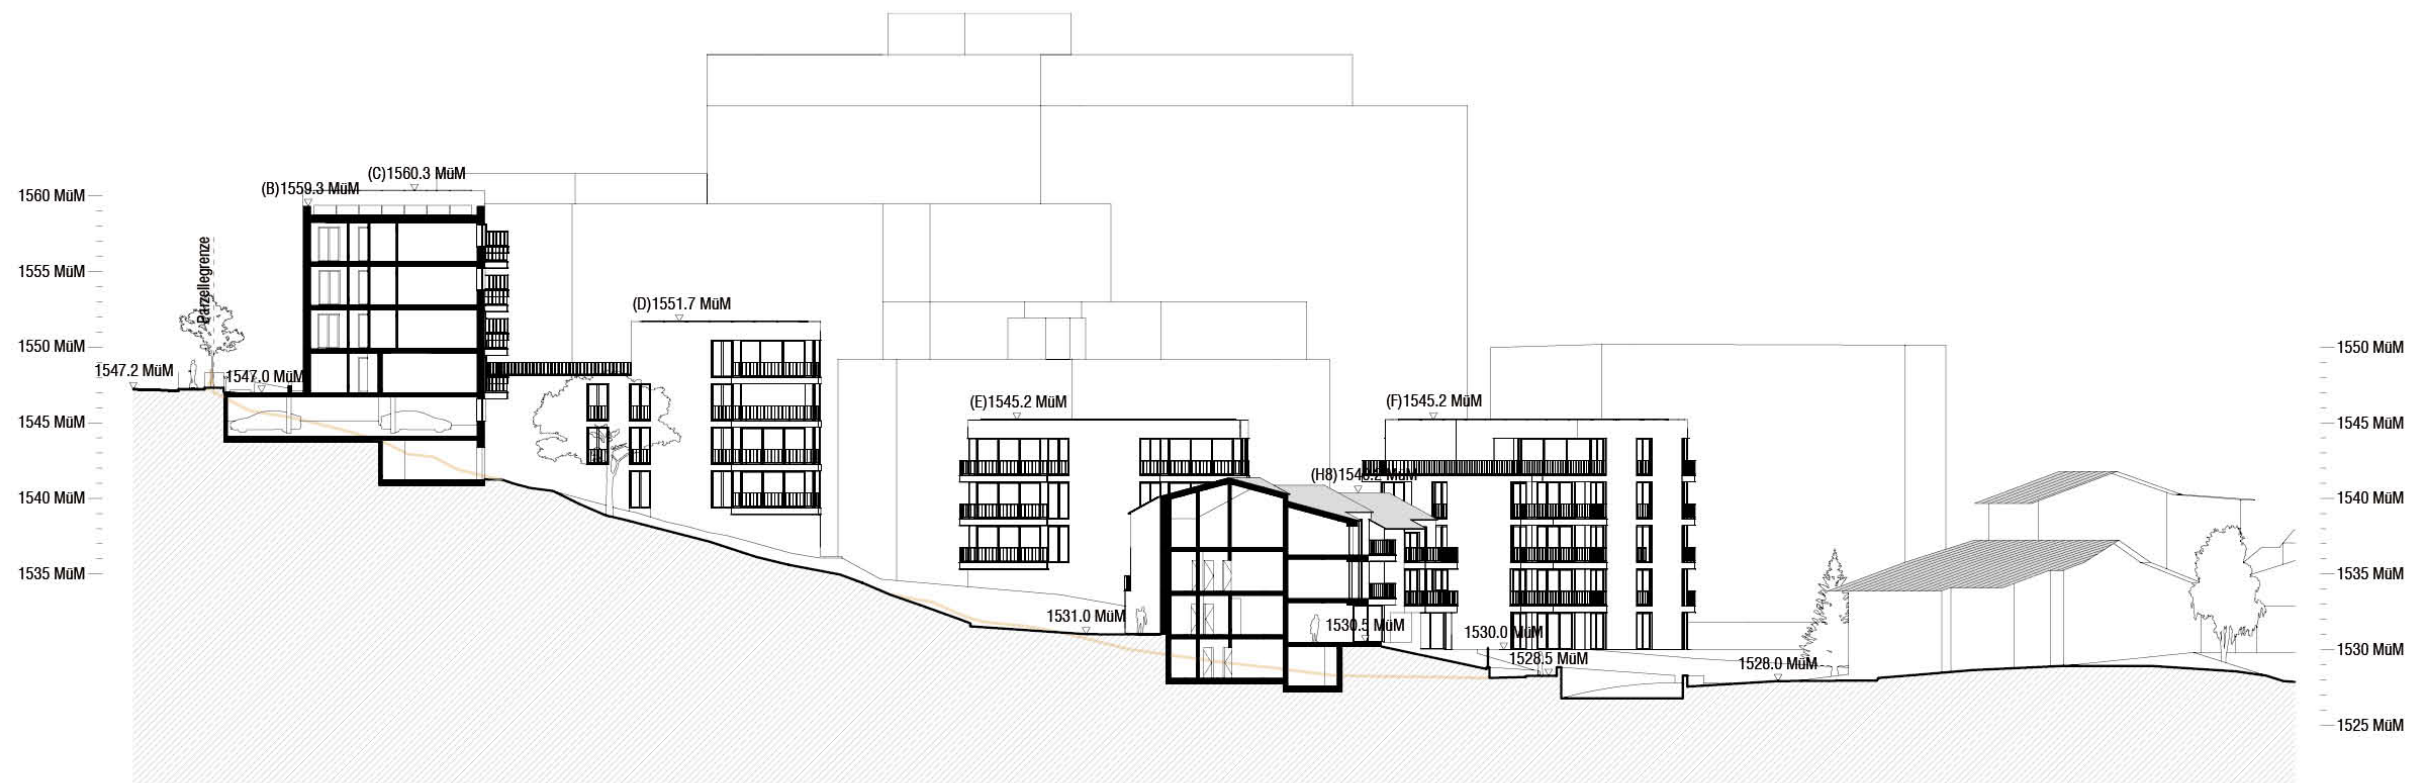 (C)1560.3 MüM
(B)1559.3 MüM
1560 MüM
Parzellegrenze
1555 MüM
(D)1551.7 MüM
1550 MüM
1550 MüM
1547.2 MüM
1547.0 MüM
(E)1545.2 MüM
(F)1545.2 MüM
1545 MüM
1545 MüM
(H8) MüM
1540 MüM
1540 MüM
1535 MüM
1535 MüM
1531.0 MüM
1530.5 MüM
1530.0 MüM
1530 MüM
1528.5 MüM
1528.0 MüM
1525 MüM